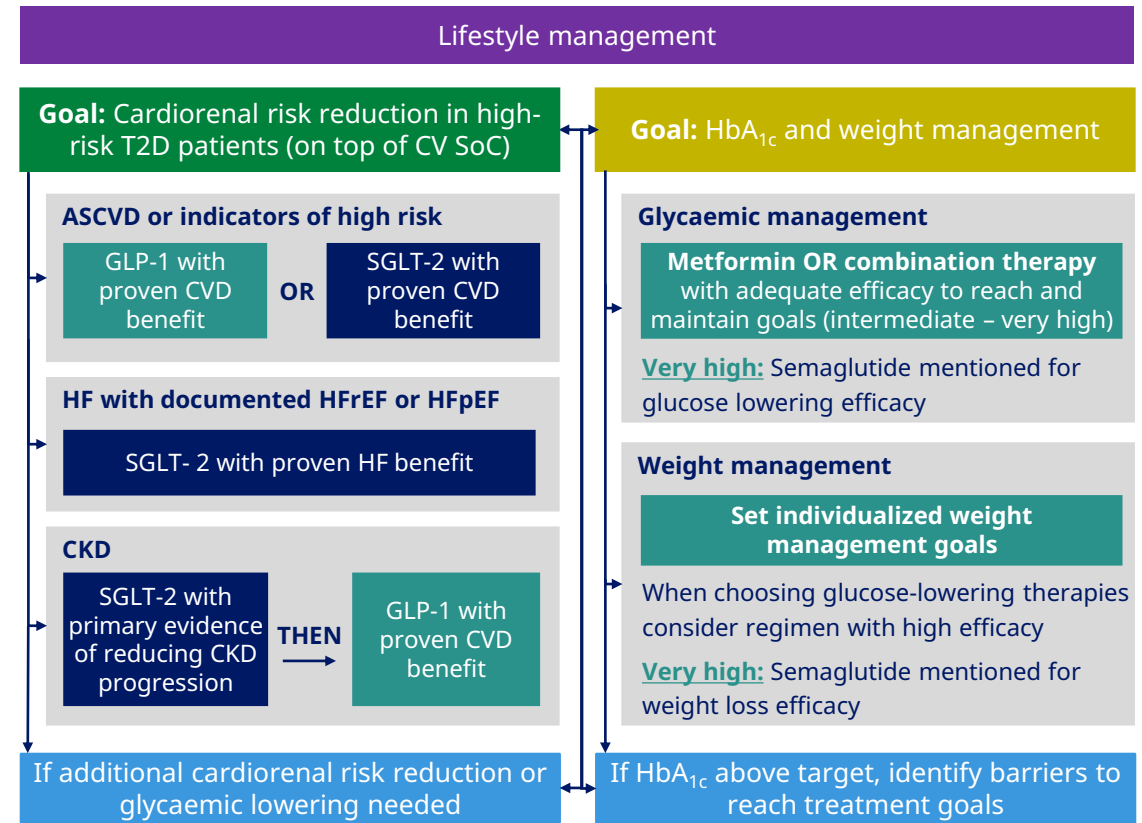 Lifestyle management
Goal: Cardiorenal risk reduction in high-
risk T2D patients (on top of CV SoC)
ASCVD or indicators of high risk
GLP-1 with
proven CVD
benefit
OR
SGLT-2 with
proven CVD
benefit
HF with documented HFrEF or HFpEF
SGLT- 2 with proven HF benefit
CKD
SGLT-2 with
primary evidence
of reducing CKD
progression
THEN
GLP-1 with
proven CVD
benefit
If additional cardiorenal risk reduction or
glycaemic lowering needed
Goal: HbA1c and weight management
Glycaemic management
Metformin OR combination therapy
with adequate efficacy to reach and
maintain goals (intermediate – very high)
Very high: Semaglutide mentioned for
glucose lowering efficacy
Weight management
Set individualized weight
management goals
When choosing glucose-lowering therapies
consider regimen with high efficacy
Very high: Semaglutide mentioned for
weight loss efficacy
If HbA1c above target, identify barriers to
reach treatment goals